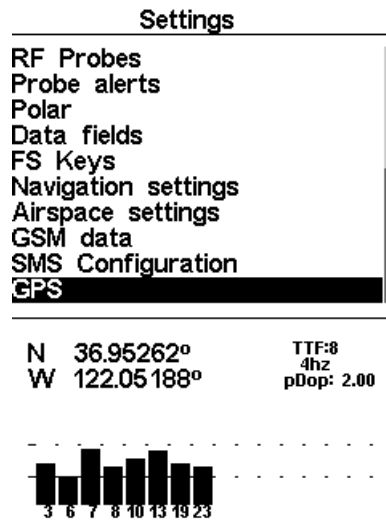 Settings
RF Probes
Probe alerts
Polar
Data fields
FS Keys
Navigation settings
Airspace settings
GSM data
SMS Configuration
GPS
N 36.95262º
W 122.05188º
TTF:8
4hz
pDop: 2.00
3 6 7 8 10 13 19 23